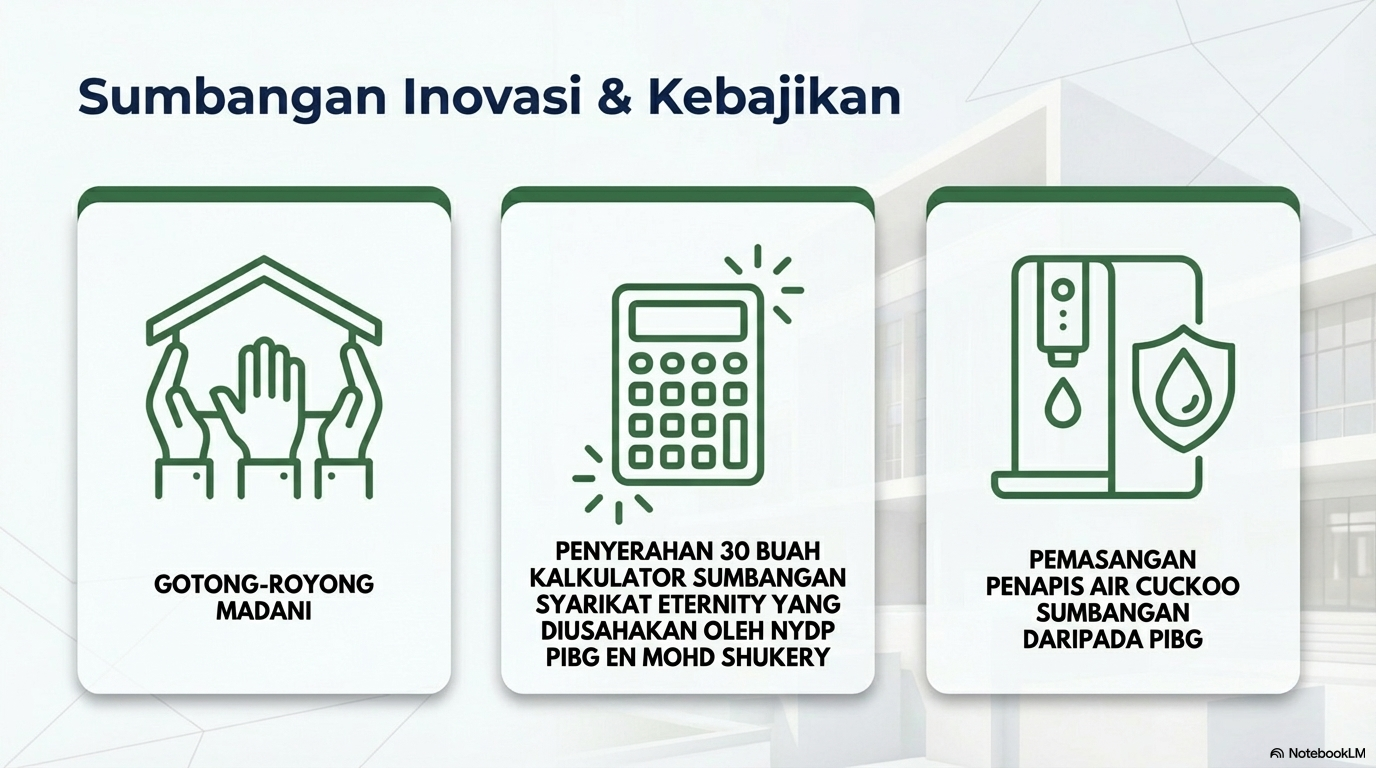 Sumbangan Inovasi & Kebajikan
GOTONG-ROYONG
MADANI
PENYERAHAN 30 BUAH
KALKULATOR SUMBANGAN
SYARIKAT ETERNITY YANG
DIUSAHAKAN OLEH NYDP
PIBG EN MOHD SHUKERY
PEMASANGAN
PENAPIS AIR CUCKOO
SUMBANGAN
DARIPADA PIBG
NotebookLM